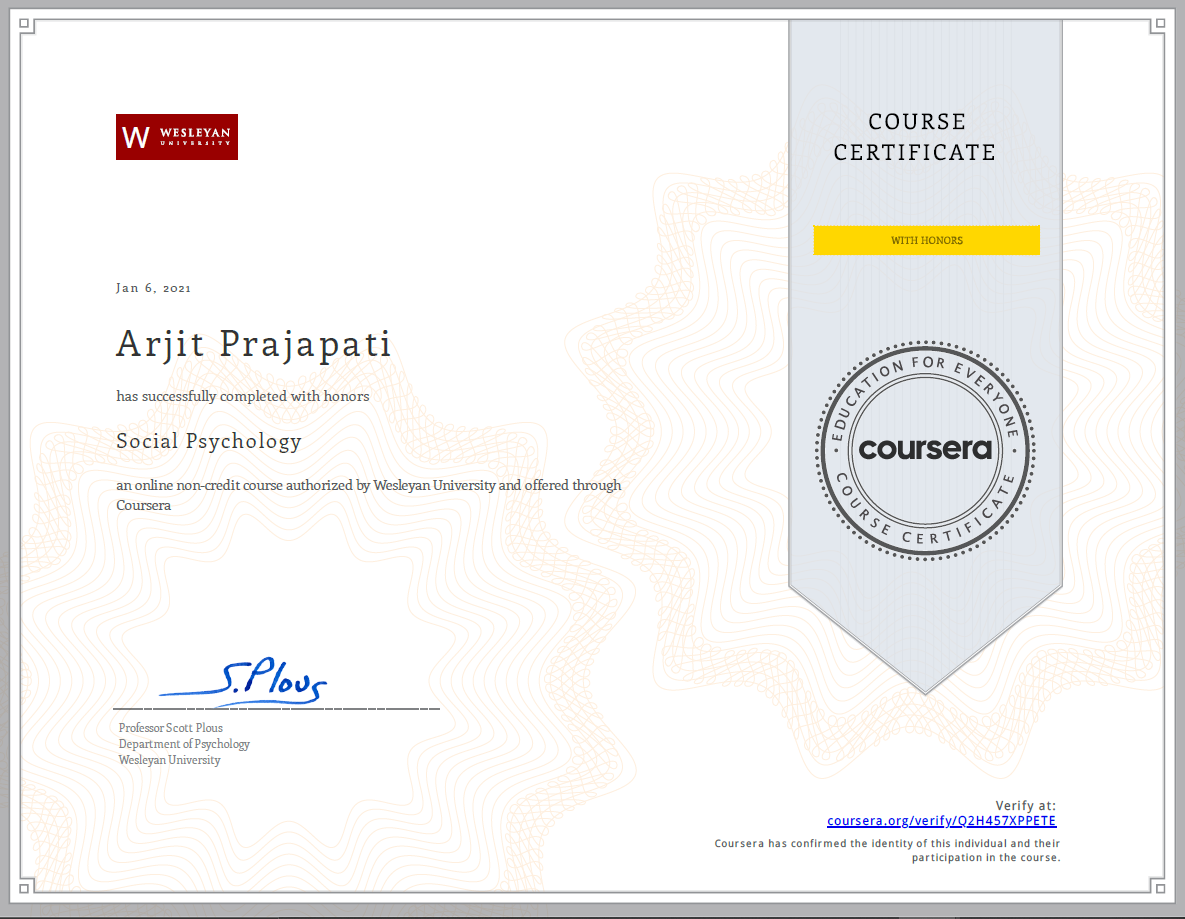 W WESLEYAN
UNIVERSITY
COURSE
CERTIFICATE
WITH HONORS
Jan 6, 2021
Arjit Prajapati
has successfully completed with honors
Social Psychology
an online non-credit course authorized by Wesleyan University and offered through
Coursera
EDUCATION FOR EVERYONE
coursera
COURSE CERTIFICATE
S. Plous
Professor Scott Plous
Department of Psychology
Wesleyan University
Verify at:
coursera.org/verify/Q2H457XPPETE
Coursera has confirmed the identity of this individual and their
participation in the course.